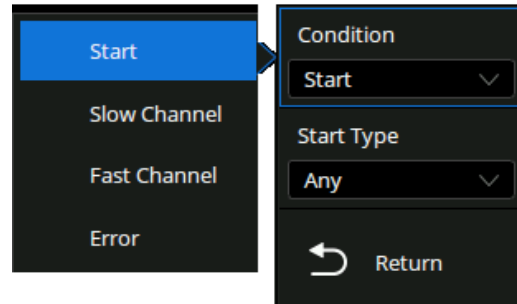 Start
Slow Channel
Fast Channel
Error
Condition
Start
Start Type
Any
Return